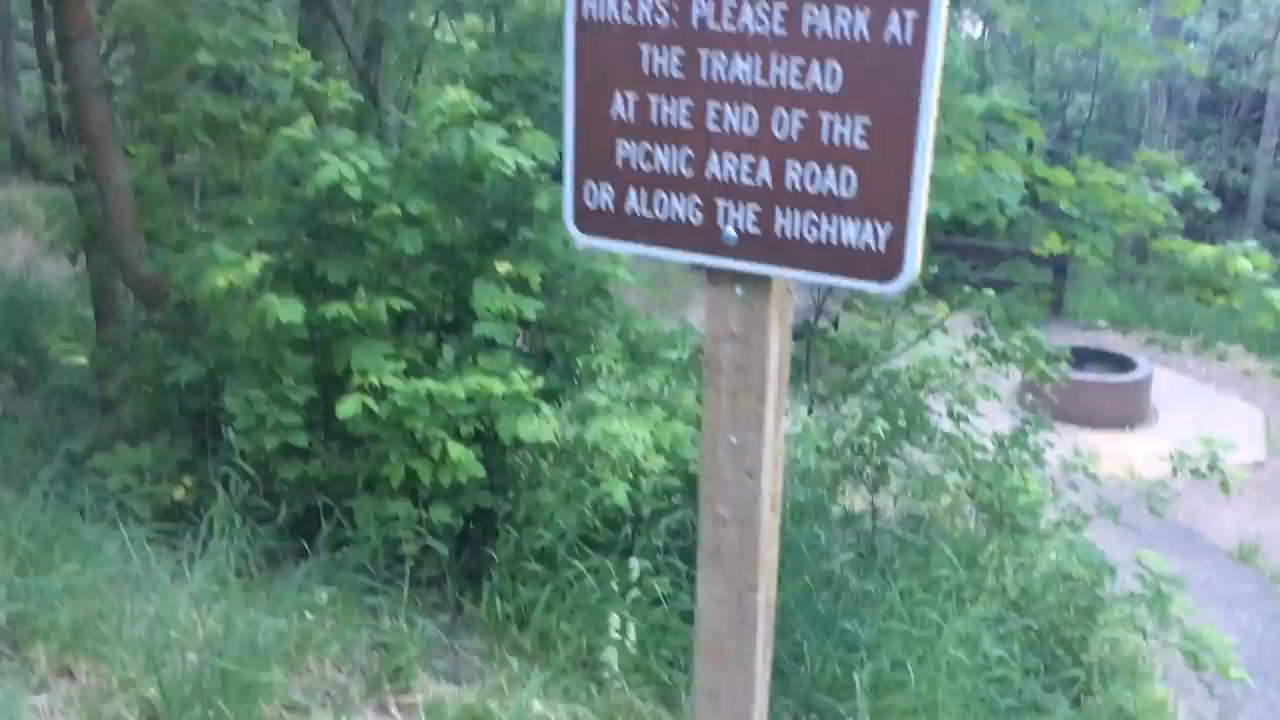 HIKERS: PLEASE PARK AT
THE TRAILHEAD
AT THE END OF THE
PICNIC AREA ROAD
OR ALONG THE HIGHWAY